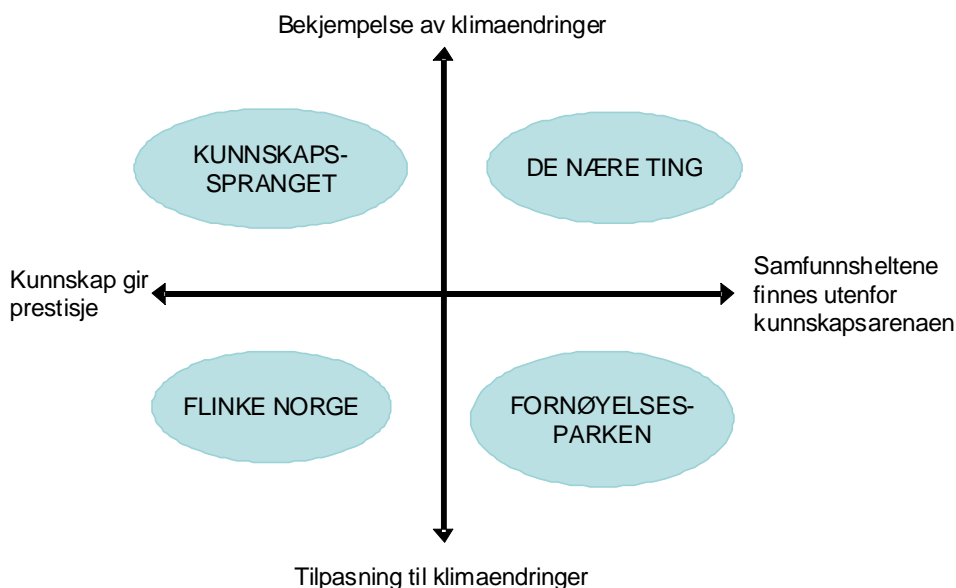 Bekjempelse av klimaendringer
KUNNSKAPS-
SPRANGET
DE NÆRE TING
Kunnskap gir
prestisje
Samfunnsheltene
finnes utenfor
kunnskapsarenaen
FLINKE NORGE
FORNØYELSES-
PARKEN
Tilpasning til klimaendringer